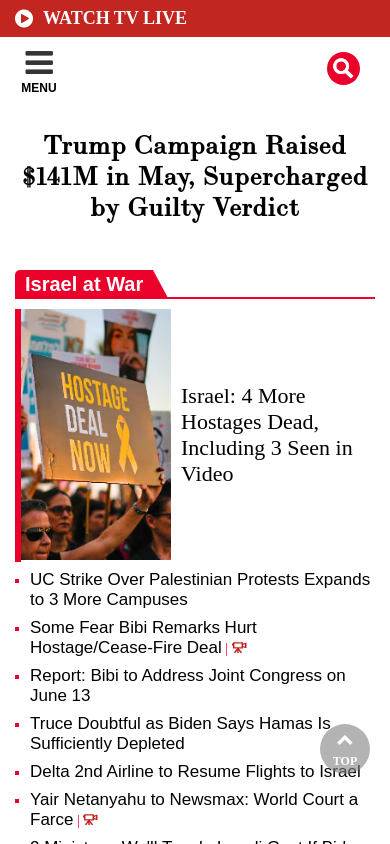 WATCH TV LIVE
MENU
Trump Campaign Raised
$141M in May, Supercharged
by Guilty Verdict
Israel at War
HOSTAGE
DEAL
NOW
Israel: 4 More
Hostages Dead,
Including 3 Seen in
Video
UC Strike Over Palestinian Protests Expands
to 3 More Campuses
Some Fear Bibi Remarks Hurt
Hostage/Cease-Fire Deal |
Report: Bibi to Address Joint Congress on
June 13
Truce Doubtful as Biden Says Hamas Is
Sufficiently Depleted
TOP
Delta 2nd Airline to Resume Flights to Israel
Yair Netanyahu to Newsmax: World Court a
Farce |